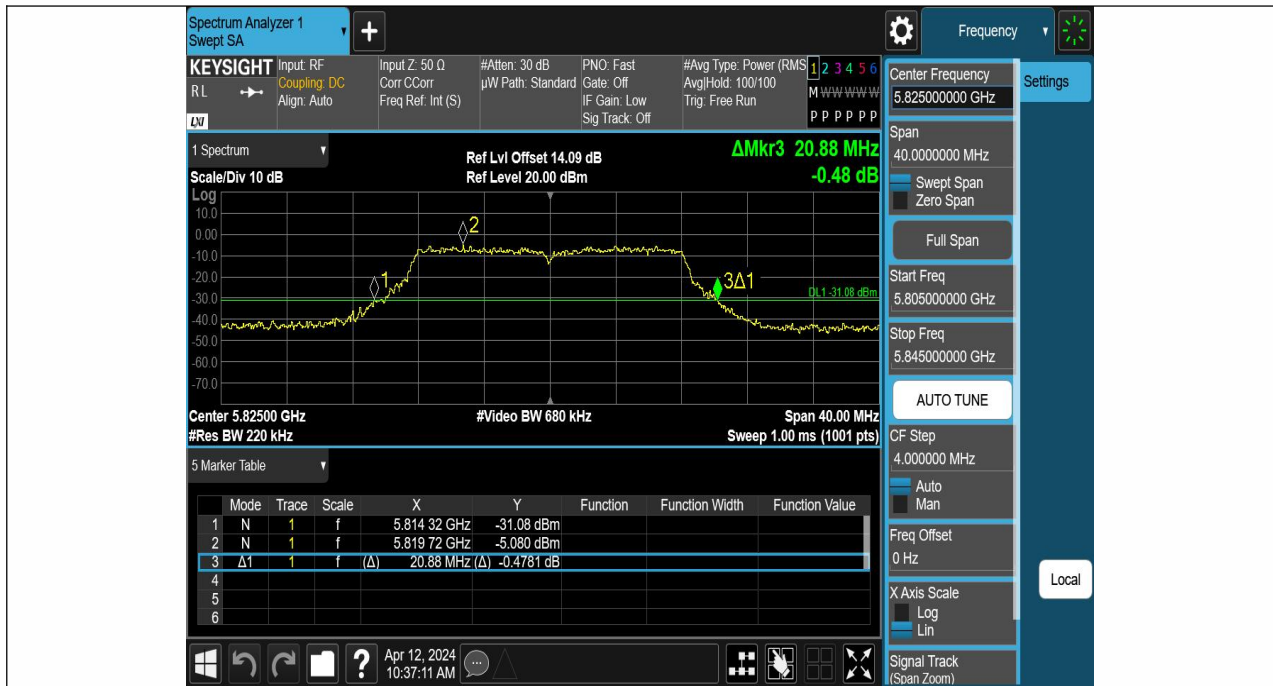 Spectrum Analyzer 1
Swept SA
+
Frequency
KEYSIGHT
RL
LXI
Input: RF
Coupling: DC
Align: Auto
Input Z: 50 Ω
Corr CCorr
Freq Ref: Int (S)
#Atten: 30 dB
µW Path: Standard
PNO: Fast
Gate: Off
IF Gain: Low
Sig Track: Off
#Avg Type: Power (RMS
Avg|Hold: 100/100
Trig: Free Run
1 2 3 4 5 6
M W W W W W
P P P P P P
1 Spectrum
Scale/Div 10 dB
Ref Lvl Offset 14.09 dB
Ref Level 20.00 dBm
ΔMkr3 20.88 MHz
-0.48 dB
Log
10.0
0.00
-10.0
-20.0
-30.0
-40.0
-50.0
-60.0
-70.0
2
1
3Δ1
DL1 -31.08 dBm
Center 5.82500 GHz
#Video BW 680 kHz
Span 40.00 MHz
#Res BW 220 kHz
Sweep 1.00 ms (1001 pts)
5 Marker Table
Mode Trace Scale X Y Function Function Width Function Value
1 N 1 f 5.814 32 GHz -31.08 dBm
2 N 1 f 5.819 72 GHz -5.080 dBm
3 Δ1 1 f (Δ) 20.88 MHz (Δ) -0.4781 dB
4
5
6
?
Apr 12, 2024
10:37:11 AM
Center Frequency
5.825000000 GHz
Span
40.0000000 MHz
Swept Span
Zero Span
Full Span
Start Freq
5.805000000 GHz
Stop Freq
5.845000000 GHz
AUTO TUNE
CF Step
4.000000 MHz
Auto
Man
Freq Offset
0 Hz
X Axis Scale
Log
Lin
Signal Track
(Span Zoom)
Settings
Local